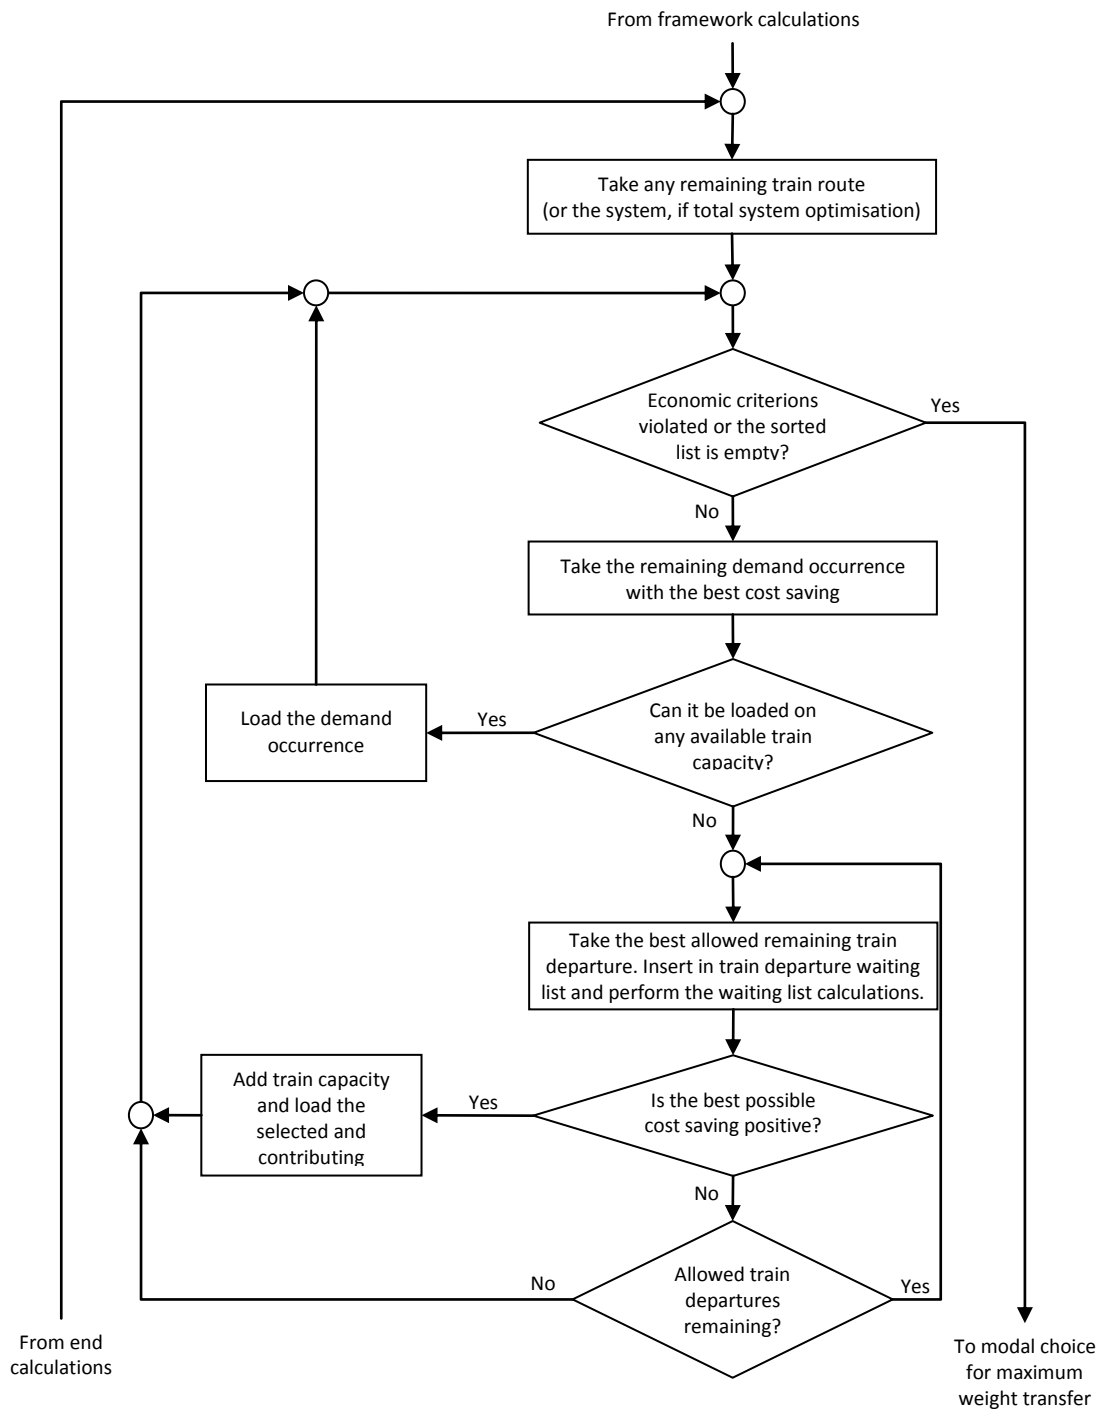 From framework calculations
Take any remaining train route
(or the system, if total system optimisation)
Economic criterions
violated or the sorted
list is empty?
Yes
No
Take the remaining demand occurrence
with the best cost saving
Load the demand
occurrence
Yes
Can it be loaded on
any available train
capacity?
No
Take the best allowed remaining train
departure. Insert in train departure waiting
list and perform the waiting list calculations.
Add train capacity
and load the
selected and
contributing
Yes
Is the best possible
cost saving positive?
No
No
Allowed train
departures
remaining?
Yes
From end
calculations
To modal choice
for maximum
weight transfer